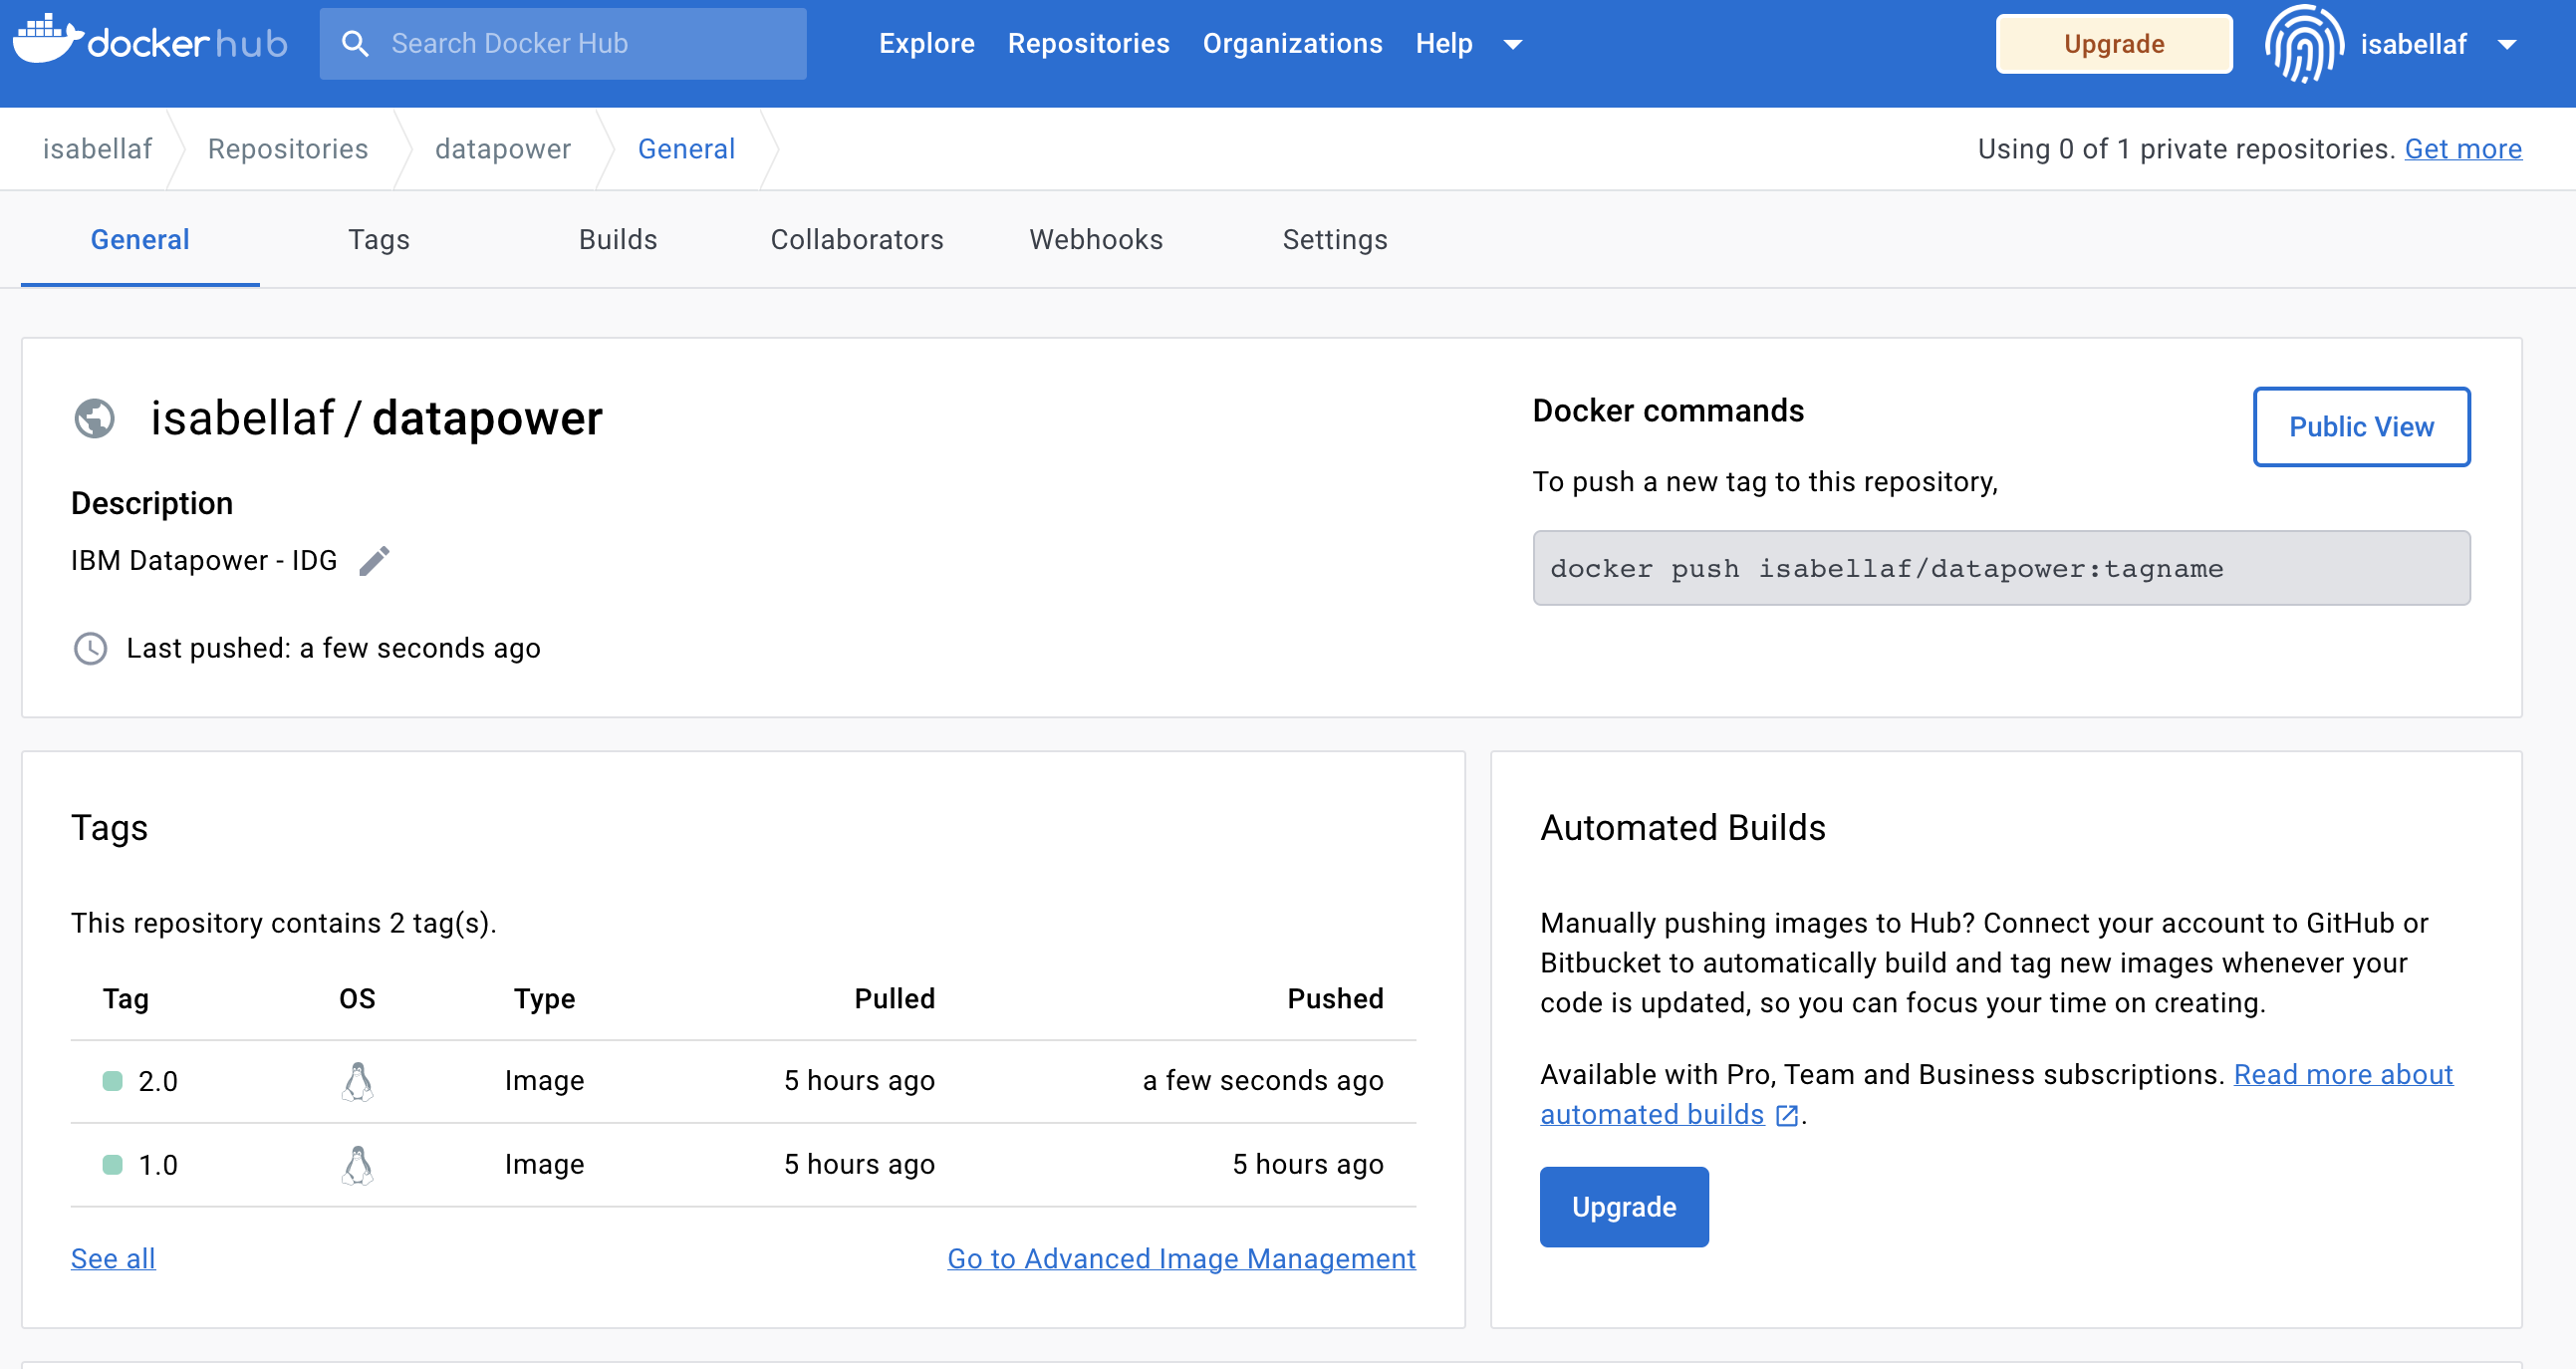 docker hub
Search Docker Hub
Explore Repositories Organizations Help
Upgrade
isabellaf
isabellaf Repositories datapower General
Using 0 of 1 private repositories. Get more
General Tags Builds Collaborators Webhooks Settings
isabellaf / datapower
Description
IBM Datapower - IDG
Last pushed: a few seconds ago
Docker commands
Public View
To push a new tag to this repository,
docker push isabellaf/datapower:tagname
Tags
This repository contains 2 tag(s).
Tag OS Type Pulled Pushed
2.0 Image 5 hours ago a few seconds ago
1.0 Image 5 hours ago 5 hours ago
See all Go to Advanced Image Management
Automated Builds
Manually pushing images to Hub? Connect your account to GitHub or
Bitbucket to automatically build and tag new images whenever your
code is updated, so you can focus your time on creating.
Available with Pro, Team and Business subscriptions. Read more about
automated builds .
Upgrade